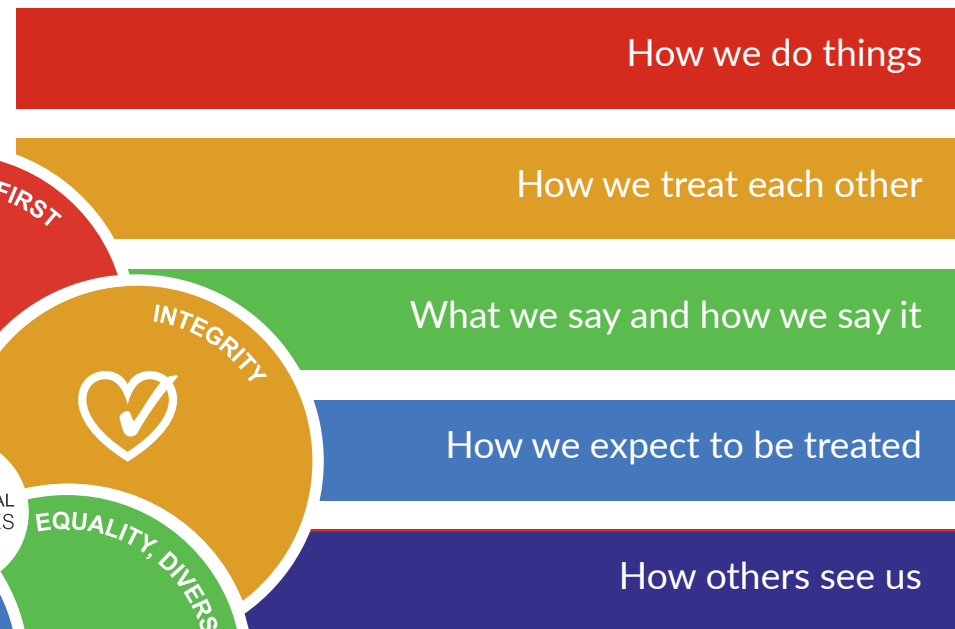 How we do things
How we treat each other
FIRST
What we say and how we say it
INTEGRITY
How we expect to be treated
EQUALITY, DIVERS
How others see us